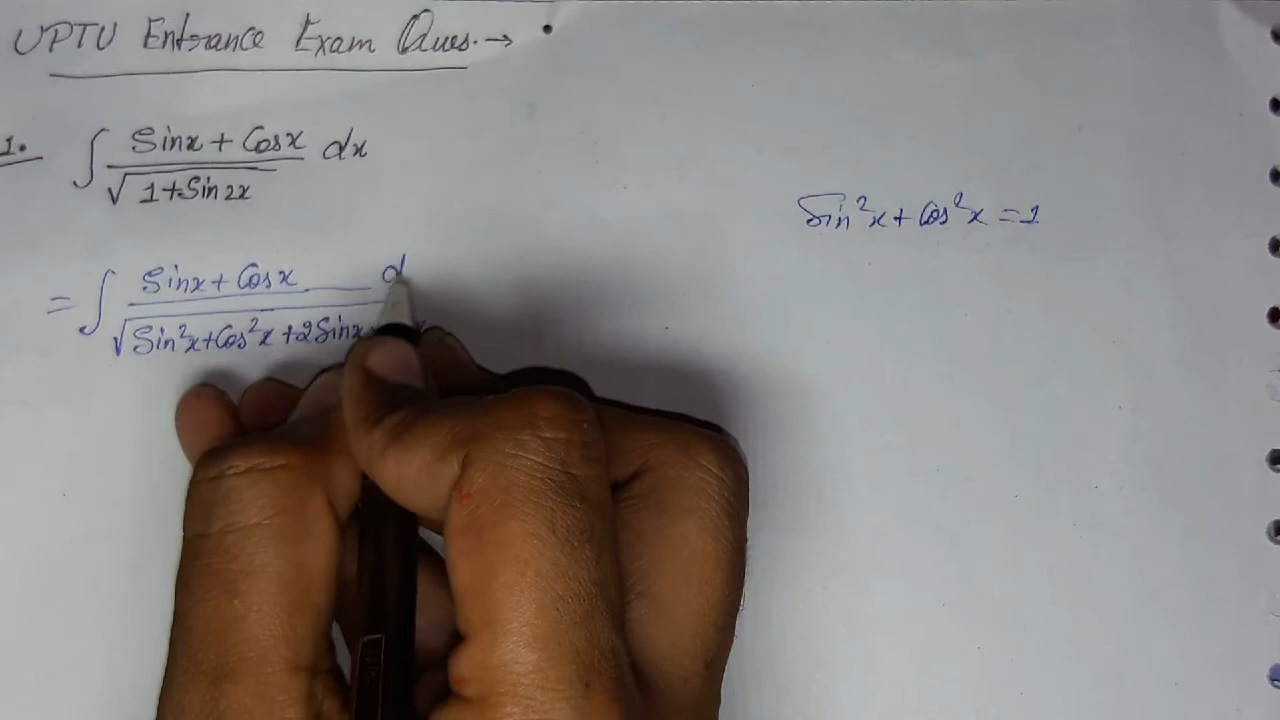 UPTU Entrance Exam Ques. → •
1. ∫ Sinx + Cosx / √1+Sin2x dx
Sin²x + Cos²x = 1
= ∫ Sinx + Cosx / √Sin²x+Cos²x+2Sinx d